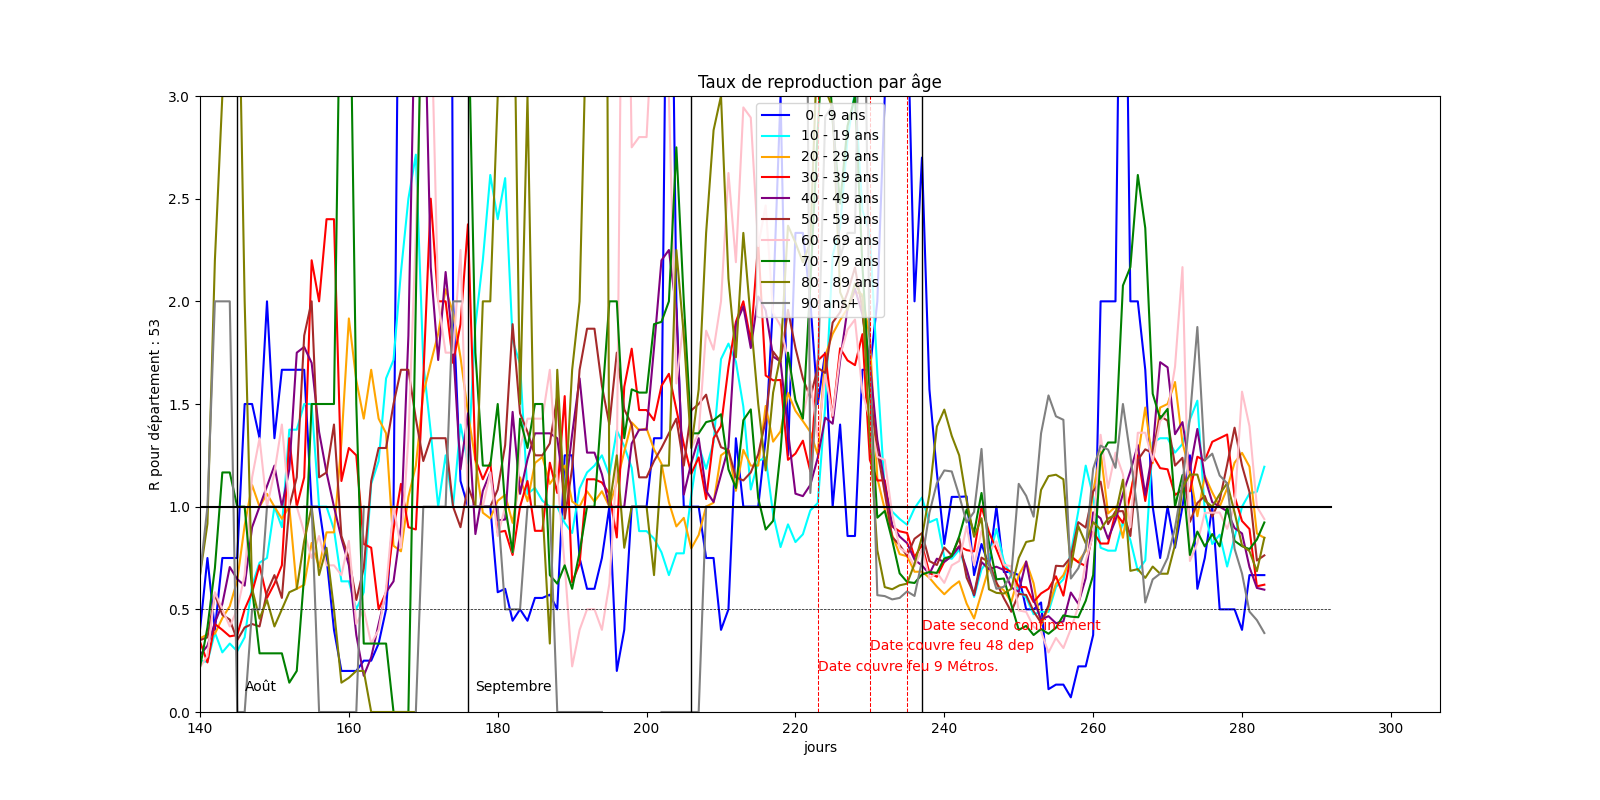 Taux de reproduction par âge
R pour département : 53
3.0
2.5
2.0
1.5
1.0
0.5
0.0
0 - 9 ans
10 - 19 ans
20 - 29 ans
30 - 39 ans
40 - 49 ans
50 - 59 ans
60 - 69 ans
70 - 79 ans
80 - 89 ans
90 ans+
Date second confinement
Date couvre feu 48 dep
Date couvre feu 9 Métros.
Août
Septembre
140 160 180 200 220 240 260 280 300
jours